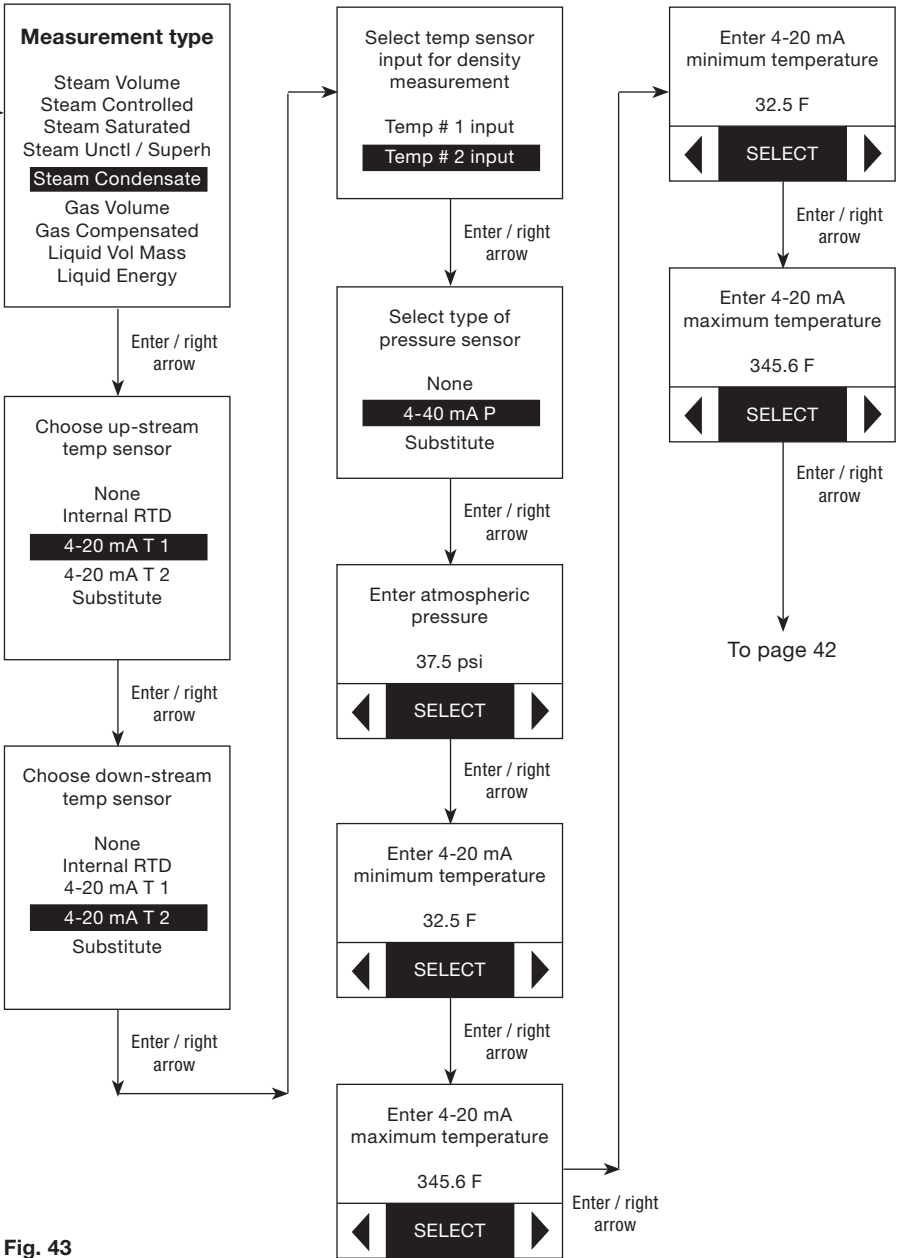 Measurement type
Steam Volume
Steam Controlled
Steam Saturated
Steam Unctl / Superh
Steam Condensate
Gas Volume
Gas Compensated
Liquid Vol Mass
Liquid Energy
Enter / right
arrow
Choose up-stream
temp sensor
None
Internal RTD
4-20 mA T 1
4-20 mA T 2
Substitute
Enter / right
arrow
Choose down-stream
temp sensor
None
Internal RTD
4-20 mA T 1
4-20 mA T 2
Substitute
Enter / right
arrow
Select temp sensor
input for density
measurement
Temp # 1 input
Temp # 2 input
Enter / right
arrow
Select type of
pressure sensor
None
4-40 mA P
Substitute
Enter / right
arrow
Enter atmospheric
pressure
37.5 psi
SELECT
Enter / right
arrow
Enter 4-20 mA
minimum temperature
32.5 F
SELECT
Enter / right
arrow
Enter 4-20 mA
maximum temperature
345.6 F
SELECT
Enter / right
arrow
Enter 4-20 mA
minimum temperature
32.5 F
SELECT
Enter / right
arrow
Enter 4-20 mA
maximum temperature
345.6 F
SELECT
Enter / right
arrow
To page 42
Fig. 43